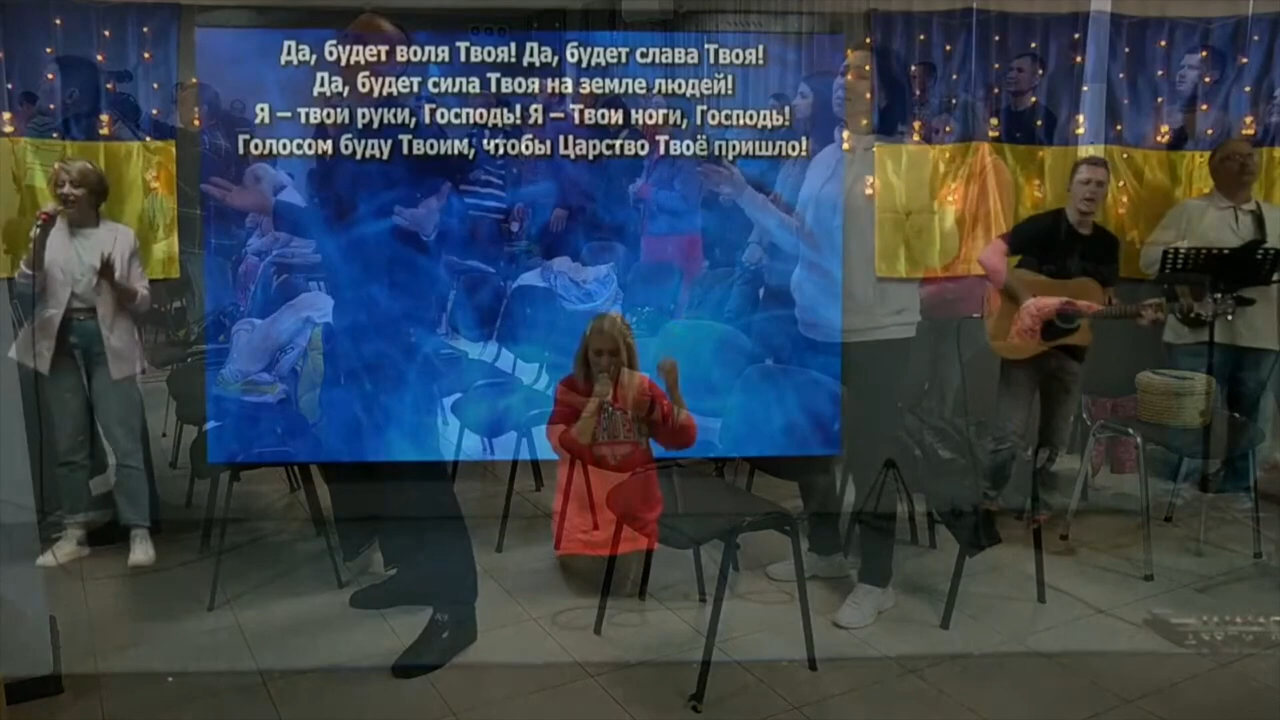 Да, будет воля Твоя! Да, будет слава Твоя!
Да, будет сила Твоя на земле людей!
Я – твои руки, Господь! Я – Твои ноги, Господь!
Голосом буду Твоим, чтобы Царство Твоё пришло!